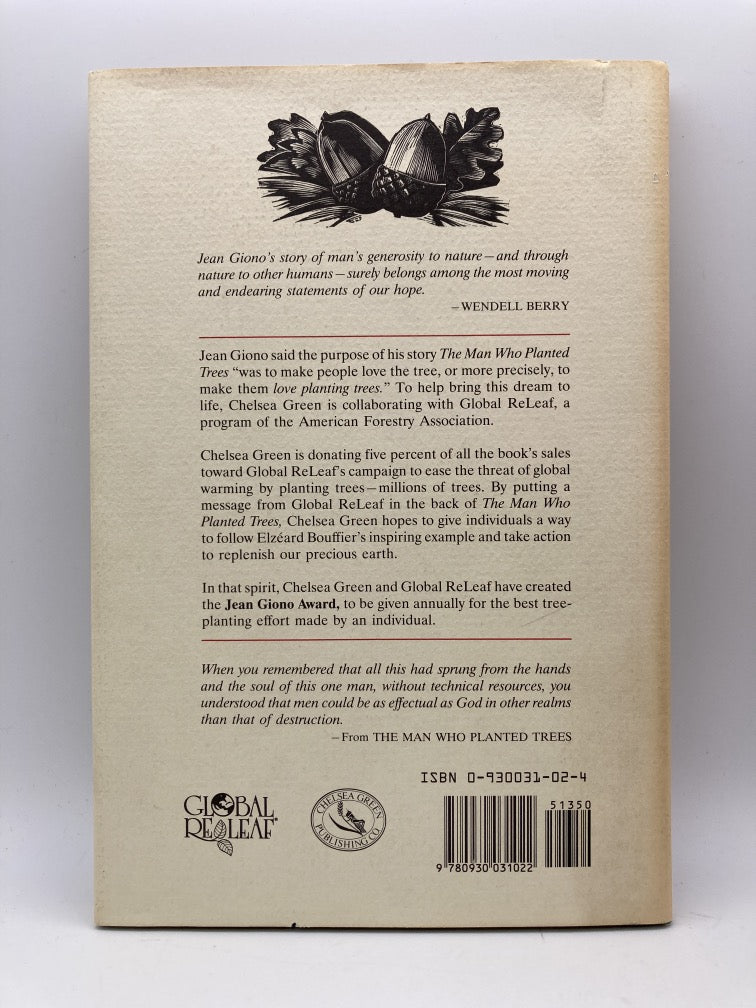 Jean Giono's story of man's generosity to nature—and through
nature to other humans—surely belongs among the most moving
and endearing statements of our hope.
—WENDELL BERRY
Jean Giono said the purpose of his story The Man Who Planted
Trees “was to make people love the tree, or more precisely, to
make them love planting trees.” To help bring this dream to
life, Chelsea Green is collaborating with Global ReLeaf, a
program of the American Forestry Association.
Chelsea Green is donating five percent of all the book's sales
toward Global ReLeaf's campaign to ease the threat of global
warming by planting trees—millions of trees. By putting a
message from Global ReLeaf in the back of The Man Who
Planted Trees, Chelsea Green hopes to give individuals a way
to follow Elzéard Bouffier's inspiring example and take action
to replenish our precious earth.
In that spirit, Chelsea Green and Global ReLeaf have created
the Jean Giono Award, to be given annually for the best tree-
planting effort made by an individual.
When you remembered that all this had sprung from the hands
and the soul of this one man, without technical resources, you
understood that men could be as effectual as God in other realms
than that of destruction.
—From THE MAN WHO PLANTED TREES
ISBN 0-930031-02-4
51350
GLOBAL
RELEAF
CHELSEA GREEN
PUBLISHING CO
9 780930 031022